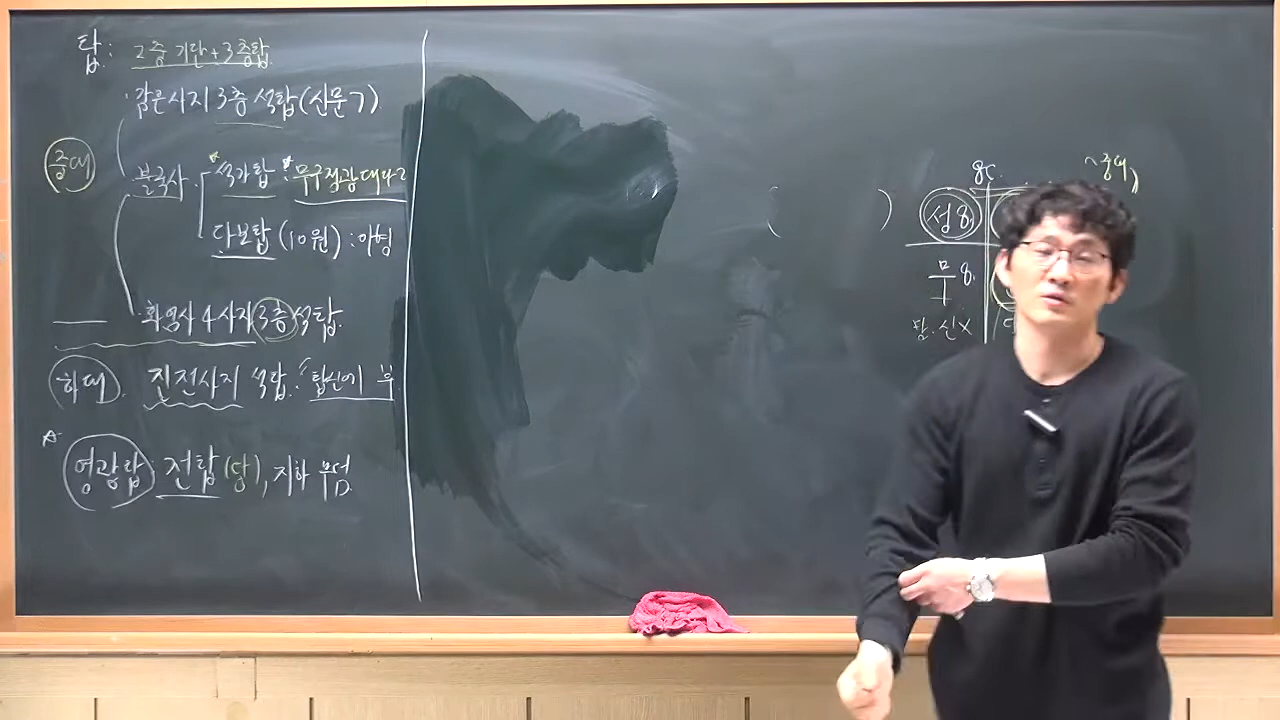 탑: 2층 기단+3층탑
· 감은사지 3층 석탑(신문기)
중대
불국사 석가탑: 무구정광대다라
다보탑 (10원) : 이형
· 화엄사 4사자(3층)석탑
하대. 진전사지 석탑: 탑신에 부
영광탑: 전탑(당), 지하 무덤
( )
8C. ~중대)
성왕
무왕
당.신X